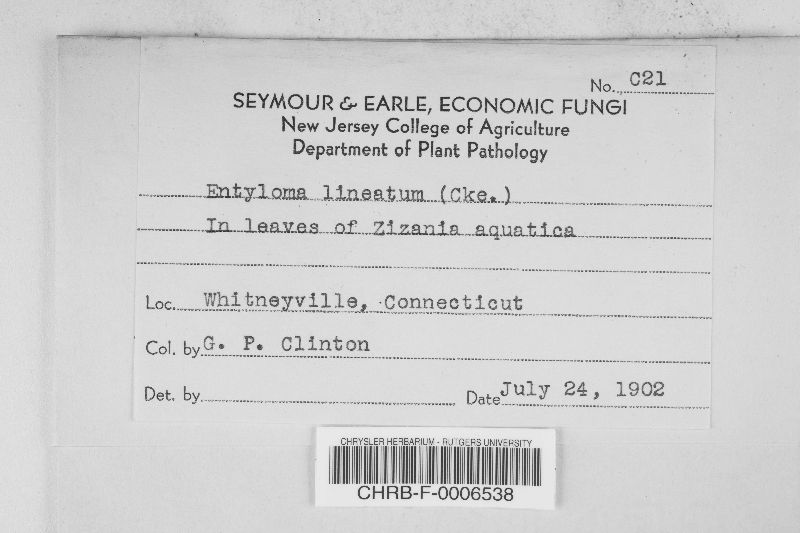 No. C21
SEYMOUR & EARLE, ECONOMIC FUNGI
New Jersey College of Agriculture
Department of Plant Pathology
Entyloma lineatum (Cke.)
In leaves of Zizania aquatica
Loc. Whitneyville, Connecticut
Col. by G. P. Clinton
Det. by
Date July 24, 1902
CHRYSLER HERBARIUM - RUTGERS UNIVERSITY
CHRB-F-0006538